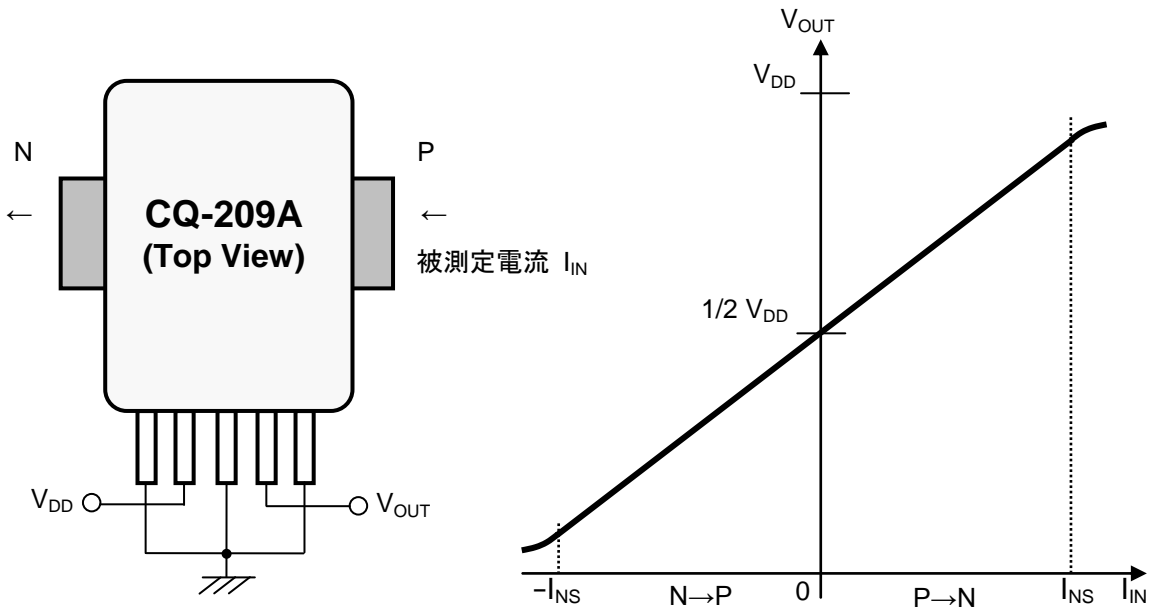 N
P
←
←
CQ-209A
(Top View)
被測定電流 I_IN
V_DD
V_OUT
V_OUT
V_DD
1/2 V_DD
−I_NS
N→P
0
P→N
I_NS
I_IN